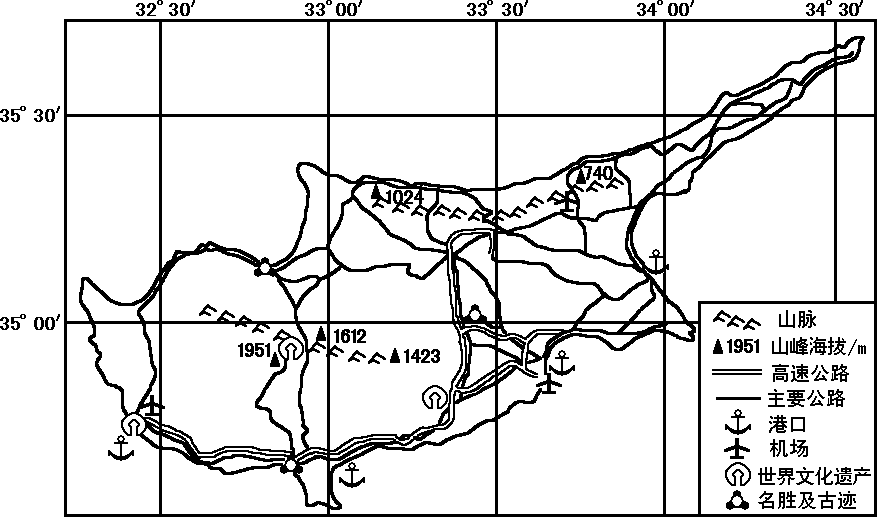 32° 30′ 33° 00′ 33° 30′ 34° 00′ 34° 30′
35° 30′
740
1024
35° 00′
1612
1951
1423
山脉
1951 山峰海拔/m
高速公路
主要公路
港口
机场
世界文化遗产
名胜及古迹